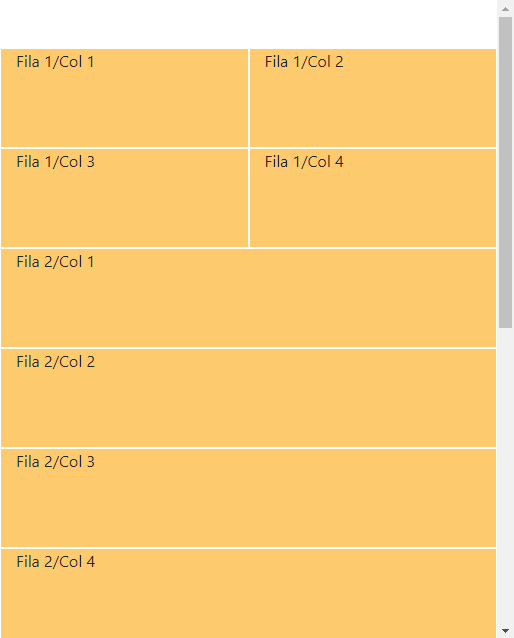 Fila 1/Col 1
Fila 1/Col 2
Fila 1/Col 3
Fila 1/Col 4
Fila 2/Col 1
Fila 2/Col 2
Fila 2/Col 3
Fila 2/Col 4